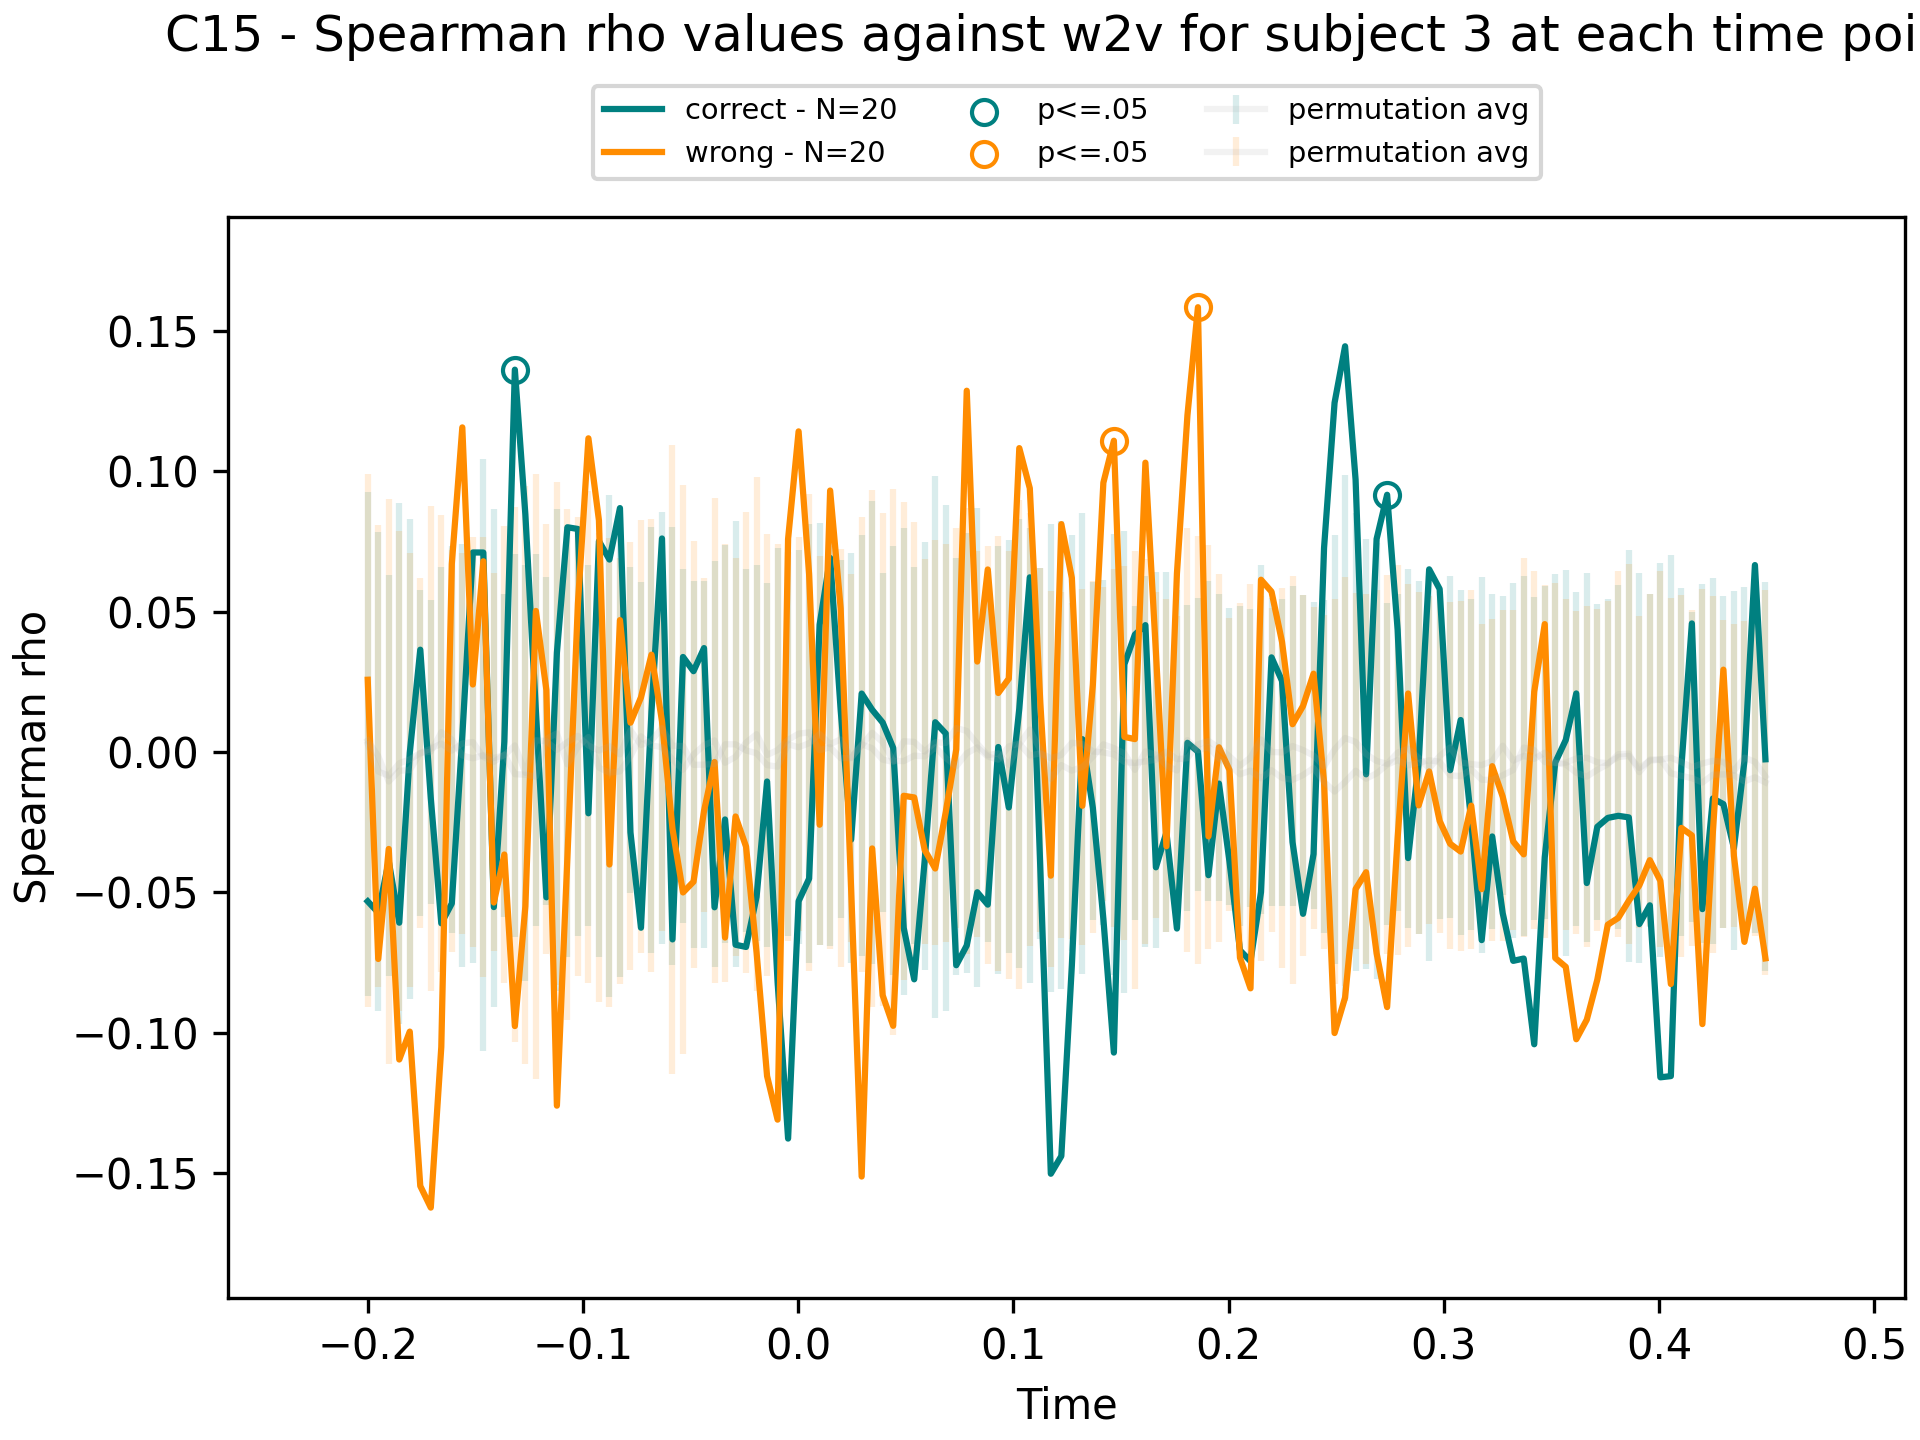 C15 - Spearman rho values against w2v for subject 3 at each time poi
correct - N=20
wrong - N=20
p<=.05
p<=.05
permutation avg
permutation avg
Spearman rho
0.15
0.10
0.05
0.00
−0.05
−0.10
−0.15
−0.2
−0.1
0.0
0.1
0.2
0.3
0.4
0.5
Time